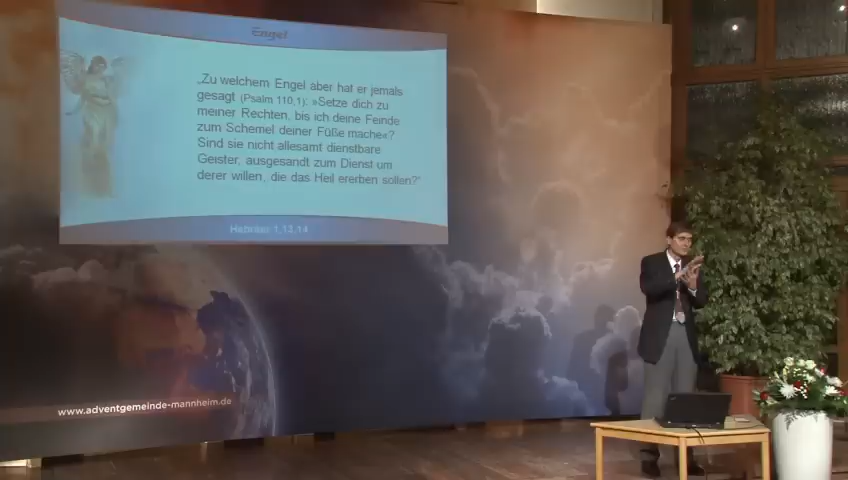 Engel
„Zu welchem Engel aber hat er jemals
gesagt (Psalm 110,1): »Setze dich zu
meiner Rechten, bis ich deine Feinde
zum Schemel deiner Füße mache«?
Sind sie nicht allesamt dienstbare
Geister, ausgesandt zum Dienst um
derer willen, die das Heil ererben sollen?“
Hebräer 1,13.14
www.adventgemeinde-mannheim.de